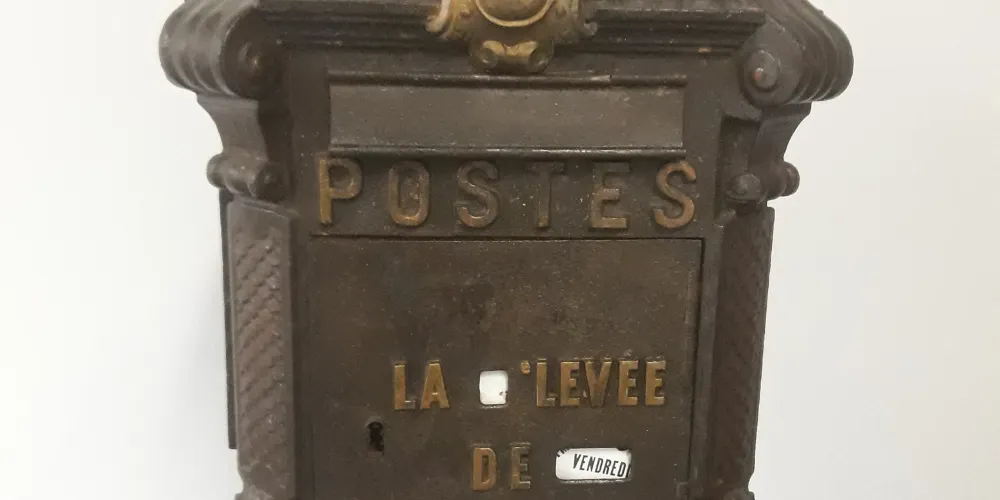 POSTES
LA ' LEVÉE
DE VENDREDI